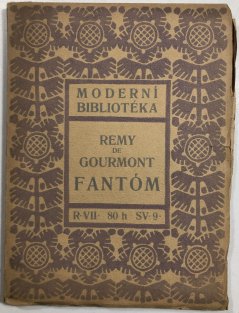 MODERNÍ
BIBLIOTÉKA
REMY
DE
GOURMONT
FANTÓM
R·VII· 80 h SV·9·